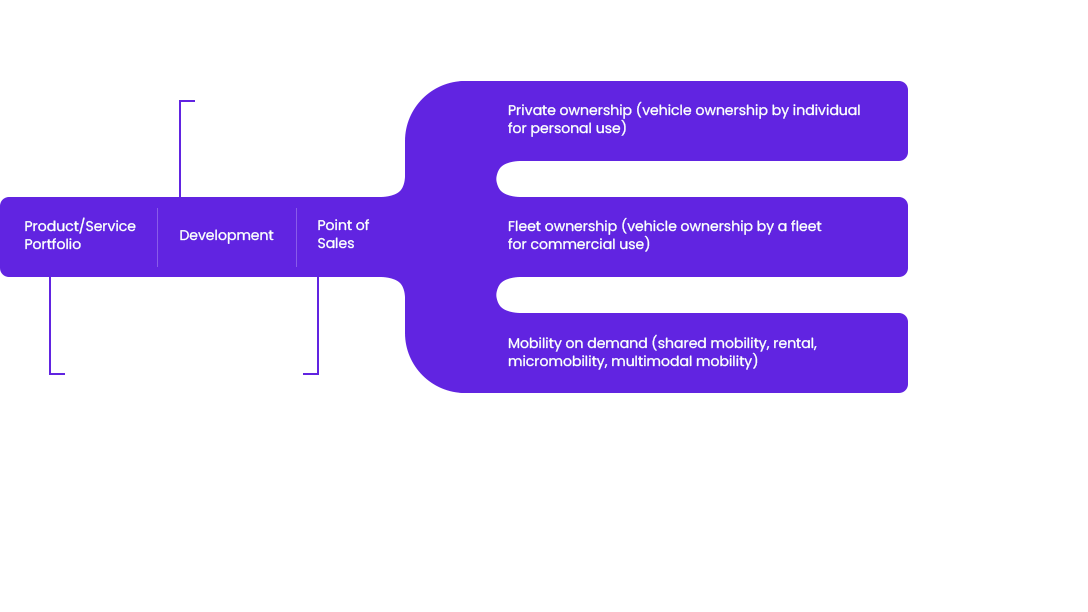 Product/Service
Portfolio
Development
Point of
Sales
Private ownership (vehicle ownership by individual
for personal use)
Fleet ownership (vehicle ownership by a fleet
for commercial use)
Mobility on demand (shared mobility, rental,
micromobility, multimodal mobility)